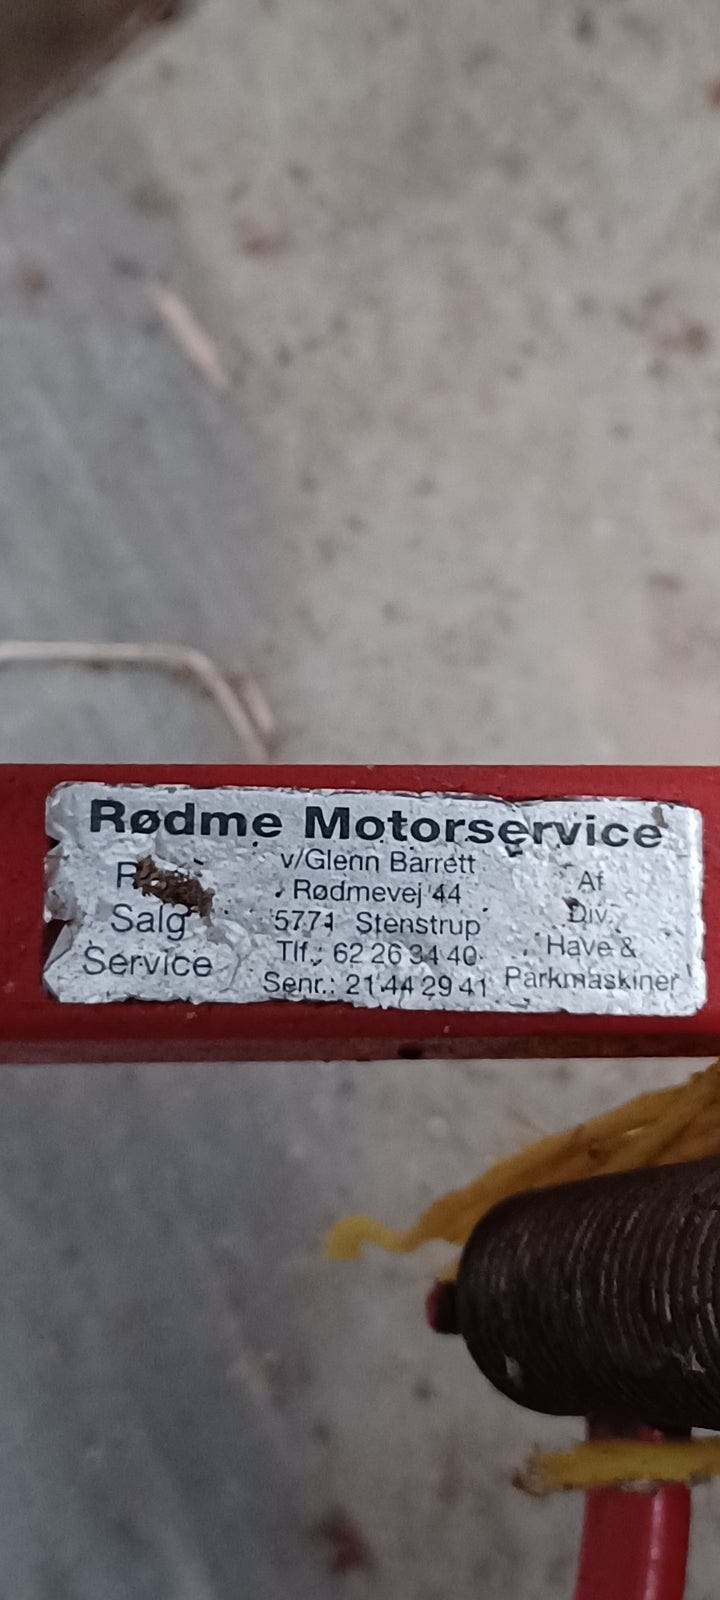 Rødme Motorservice
Salg
Service
v/Glenn Barrett
Rødmevej 44
5771 Stenstrup
Tlf.: 62 26 34 40
Senr.: 21 44 29 41
Af
Div.
Have &
Parkmaskiner